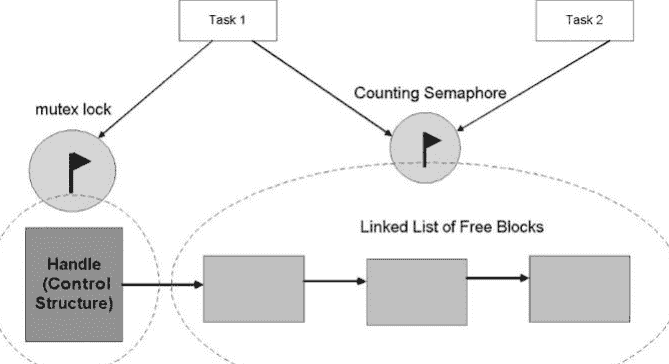 Task 1
Task 2
Counting Semaphore
mutex lock
Linked List of Free Blocks
Handle
(Control
Structure)